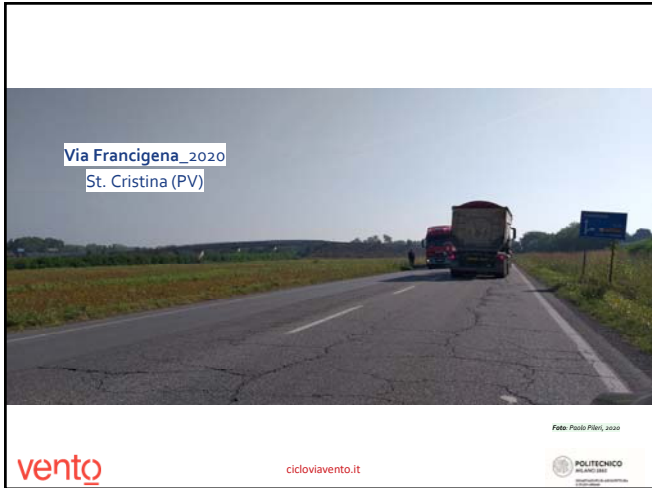 Via Francigena_2020
St. Cristina (PV)
Foto: Paolo Pileri, 2020
vento
cicloviavento.it
POLITECNICO
MILANO 1863